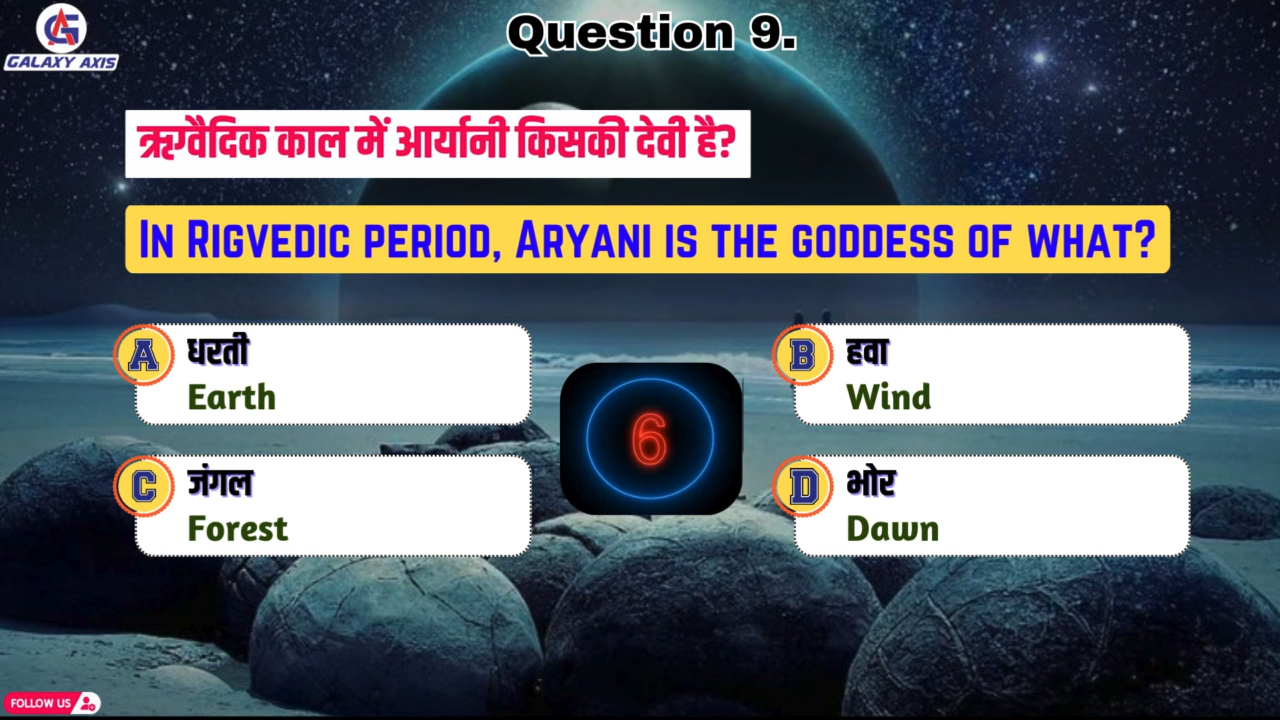 GALAXY AXIS
Question 9.
ऋग्वैदिक काल में आर्यानी किसकी देवी है?
In Rigvedic period, Aryani is the goddess of what?
A
धरती
Earth
B
हवा
Wind
6
C
जंगल
Forest
D
भोर
Dawn
FOLLOW US